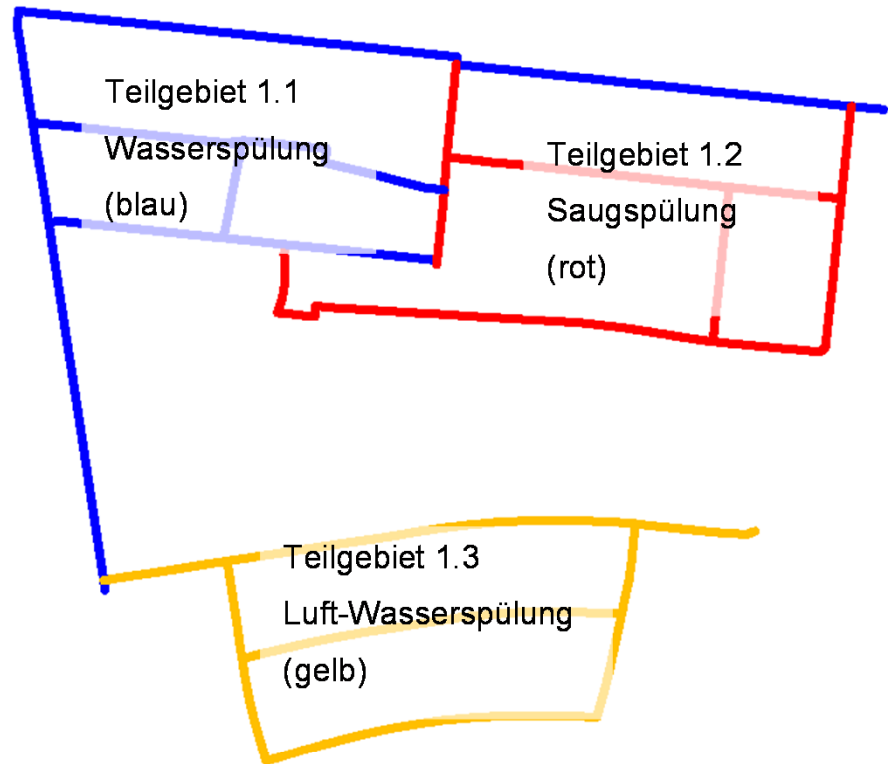 Teilgebiet 1.1
Wasserspülung
(blau)
Teilgebiet 1.2
Saugspülung
(rot)
Teilgebiet 1.3
Luft-Wasserspülung
(gelb)